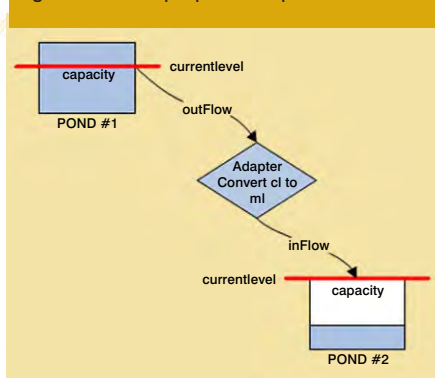 capacity
currentlevel
POND #1
outFlow
Adapter
Convert cl to
ml
inFlow
currentlevel
capacity
POND #2